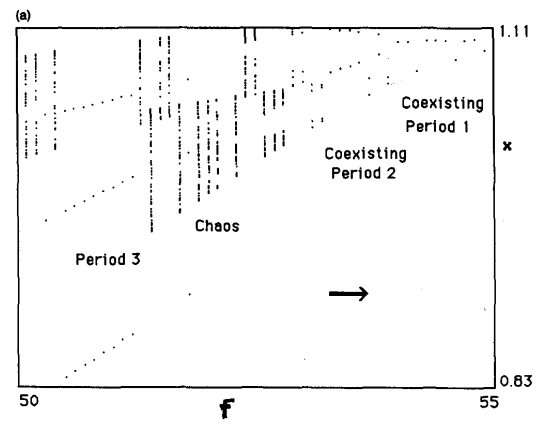 (a)
1.11
Coexisting
Period 1
x
Coexisting
Period 2
Chaos
Period 3
0.83
50
f
55